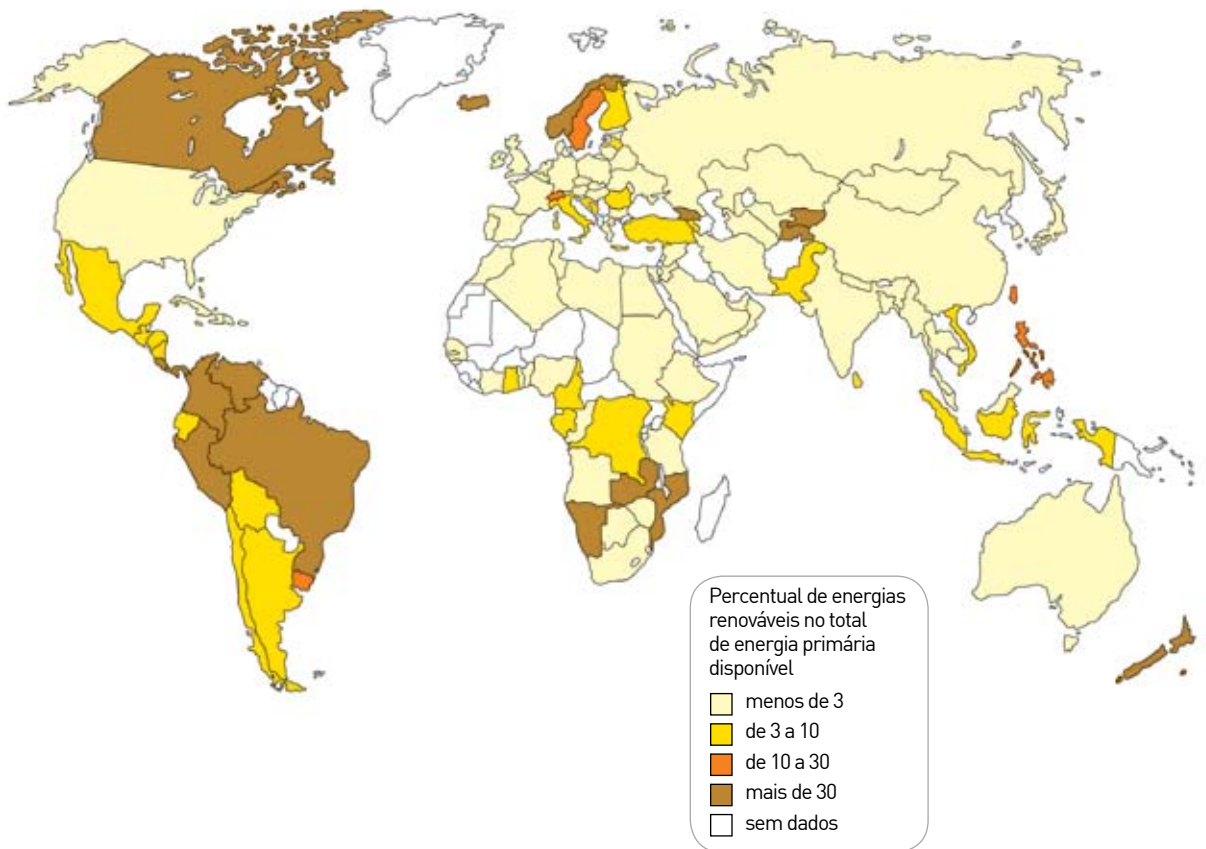 Percentual de energias
renováveis no total
de energia primária
disponível
menos de 3
de 3 a 10
de 10 a 30
mais de 30
sem dados